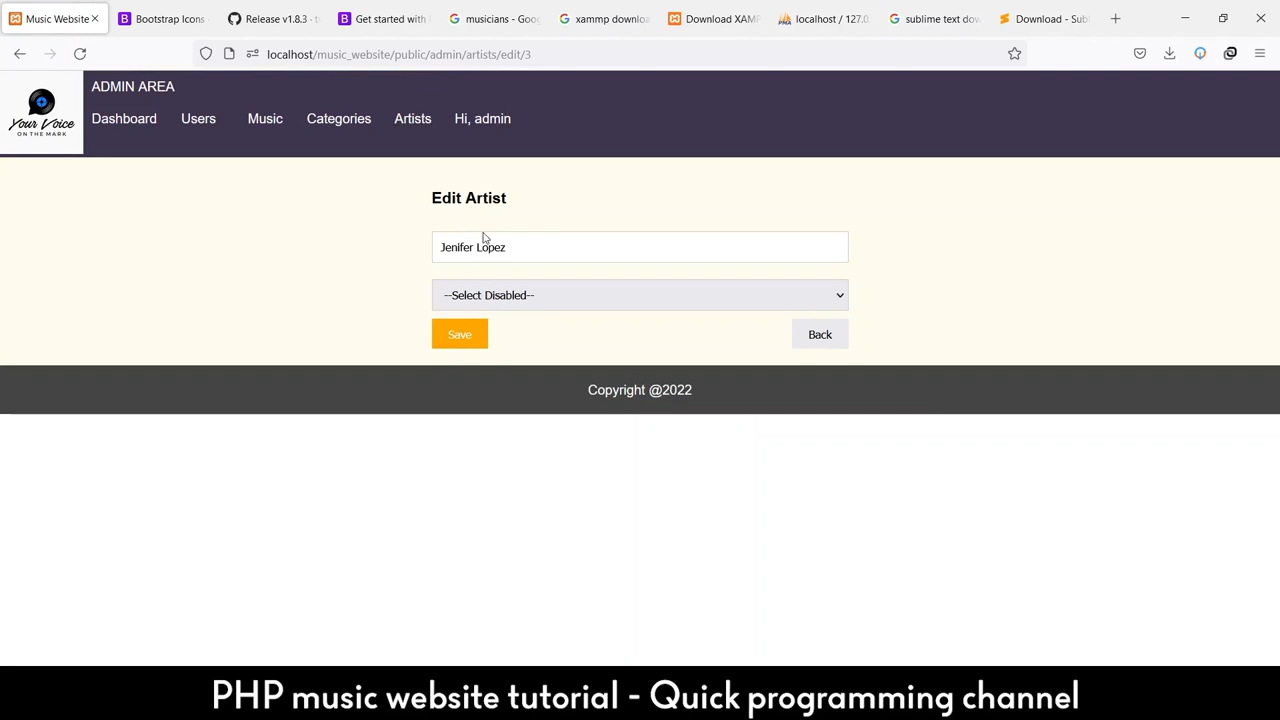 Music Website
Bootstrap Icons
Release v1.8.3 - t
Get started with
musicians - Goo
xammp downloa
Download XAM
localhost / 127.0
sublime text dow
Download - Sub
localhost/music_website/public/admin/artists/edit/3
Your Voice
ON THE MARK
ADMIN AREA
Dashboard Users Music Categories Artists Hi, admin
Edit Artist
Jenifer Lopez
--Select Disabled--
Save
Back
Copyright @2022
PHP music website tutorial - Quick programming channel